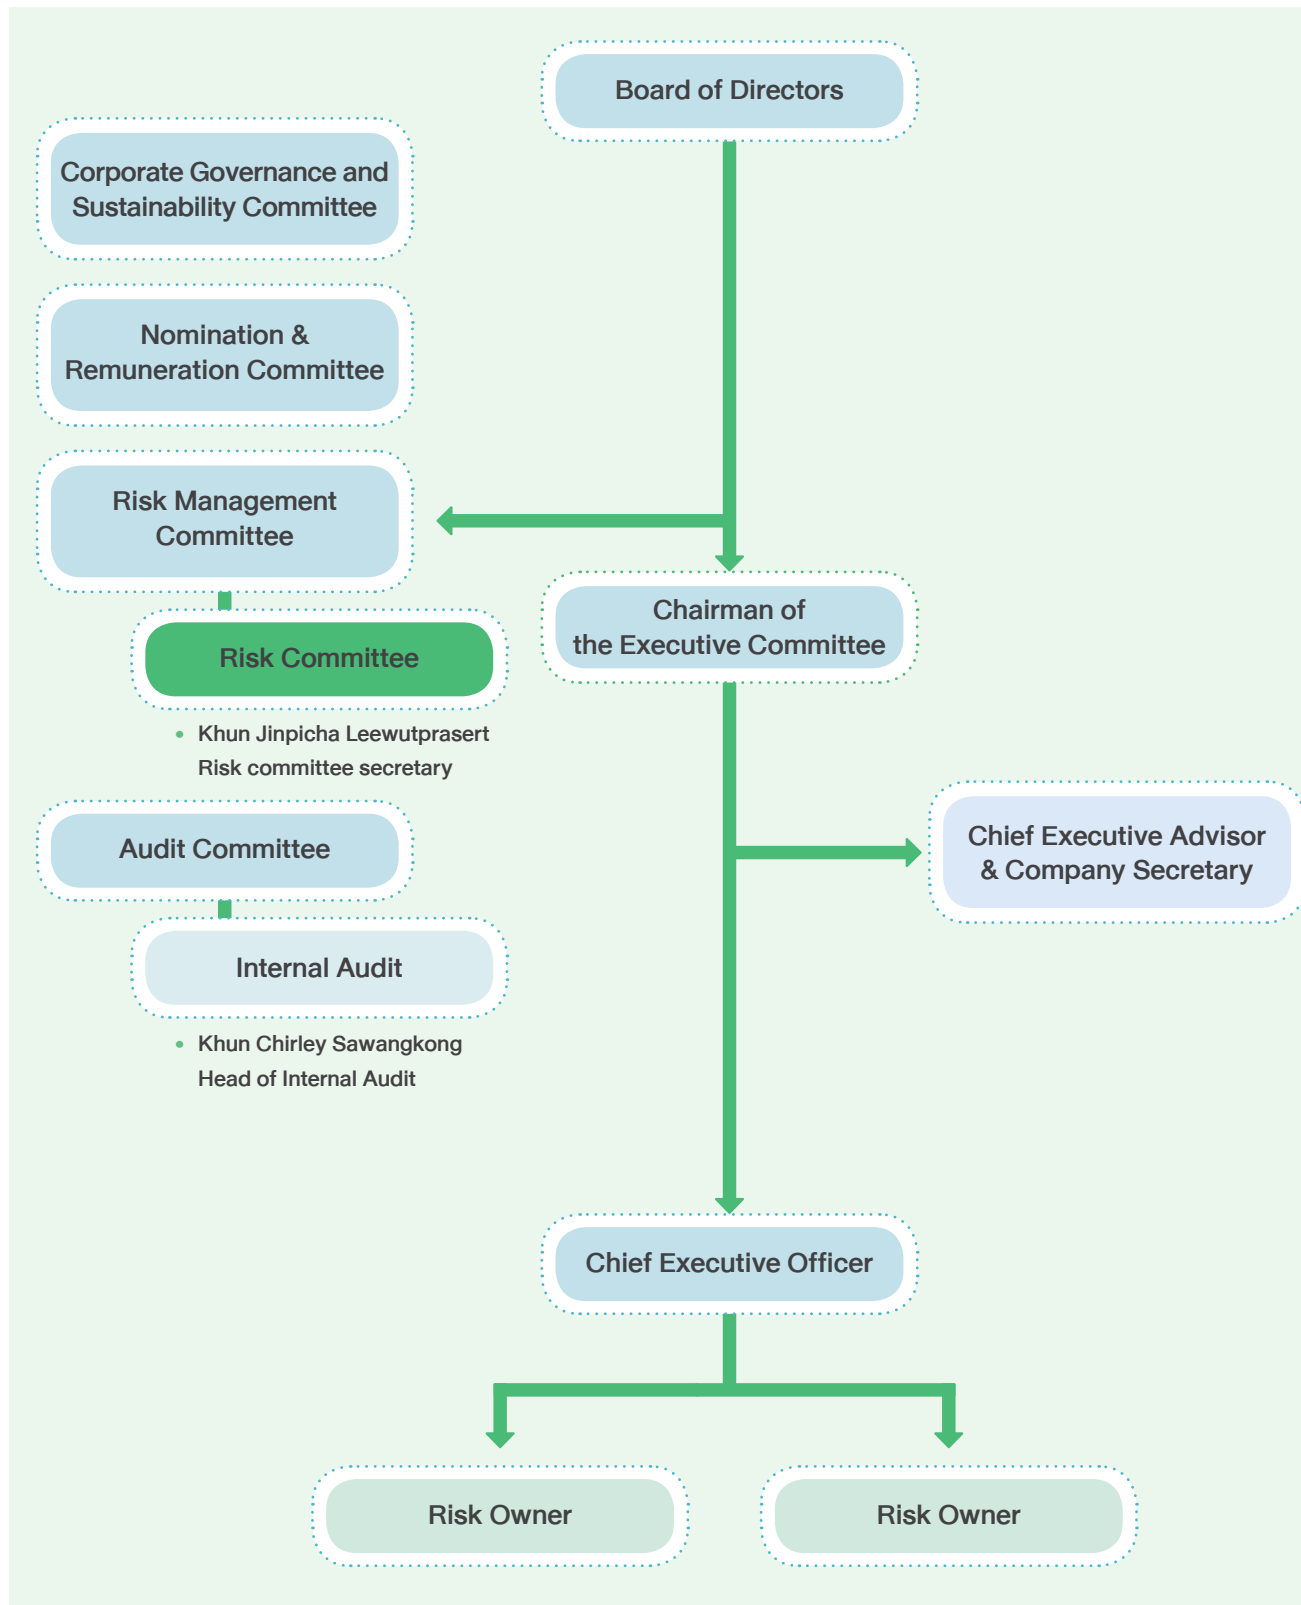 Board of Directors
Corporate Governance and
Sustainability Committee
Nomination &
Remuneration Committee
Risk Management
Committee
Chairman of
the Executive Committee
Risk Committee
• Khun Jinpicha Leewutprasert
Risk committee secretary
Audit Committee
Chief Executive Advisor
& Company Secretary
Internal Audit
• Khun Chirley Sawangkong
Head of Internal Audit
Chief Executive Officer
Risk Owner
Risk Owner